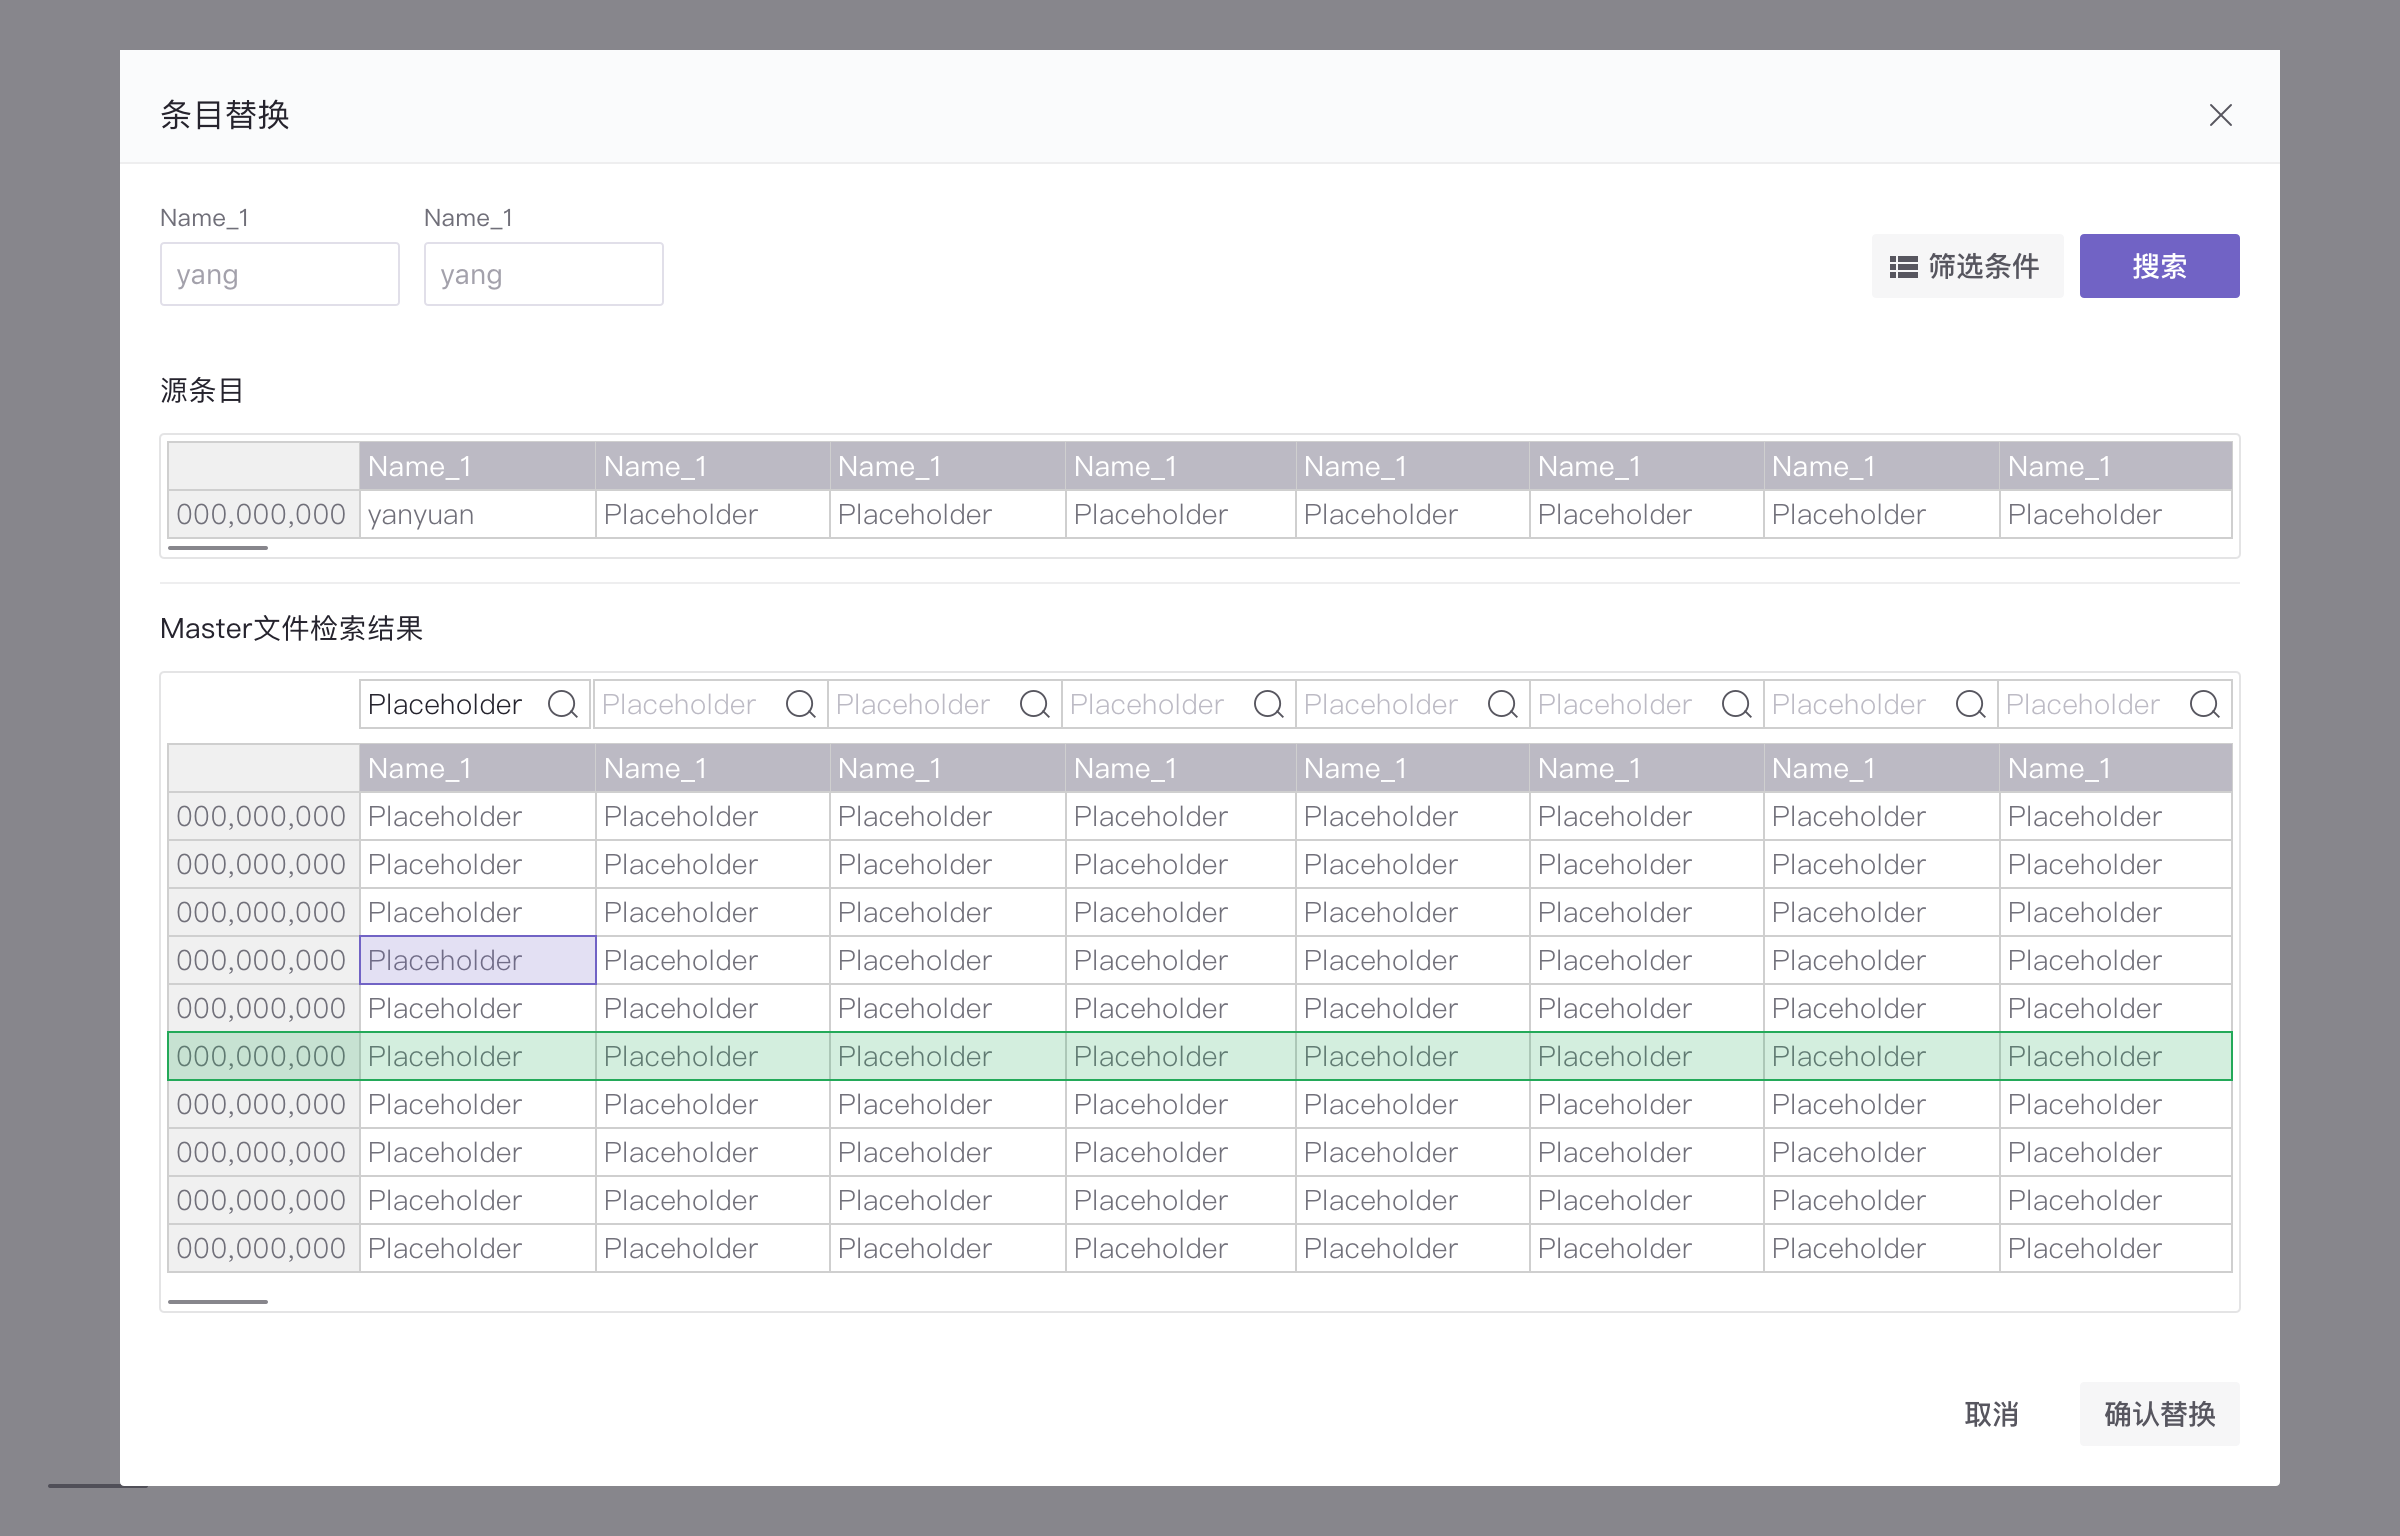 条目替换
Name_1 Name_1
yang yang
筛选条件 搜索
源条目
Name_1 Name_1 Name_1 Name_1 Name_1 Name_1 Name_1 Name_1
000,000,000 yanyuan Placeholder Placeholder Placeholder Placeholder Placeholder Placeholder Placeholder
Master文件检索结果
Placeholder Placeholder Placeholder Placeholder Placeholder Placeholder Placeholder Placeholder
Name_1 Name_1 Name_1 Name_1 Name_1 Name_1 Name_1 Name_1
000,000,000 Placeholder Placeholder Placeholder Placeholder Placeholder Placeholder Placeholder Placeholder
000,000,000 Placeholder Placeholder Placeholder Placeholder Placeholder Placeholder Placeholder Placeholder
000,000,000 Placeholder Placeholder Placeholder Placeholder Placeholder Placeholder Placeholder Placeholder
000,000,000 Placeholder Placeholder Placeholder Placeholder Placeholder Placeholder Placeholder Placeholder
000,000,000 Placeholder Placeholder Placeholder Placeholder Placeholder Placeholder Placeholder Placeholder
000,000,000 Placeholder Placeholder Placeholder Placeholder Placeholder Placeholder Placeholder Placeholder
000,000,000 Placeholder Placeholder Placeholder Placeholder Placeholder Placeholder Placeholder Placeholder
000,000,000 Placeholder Placeholder Placeholder Placeholder Placeholder Placeholder Placeholder Placeholder
000,000,000 Placeholder Placeholder Placeholder Placeholder Placeholder Placeholder Placeholder Placeholder
000,000,000 Placeholder Placeholder Placeholder Placeholder Placeholder Placeholder Placeholder Placeholder
取消 确认替换